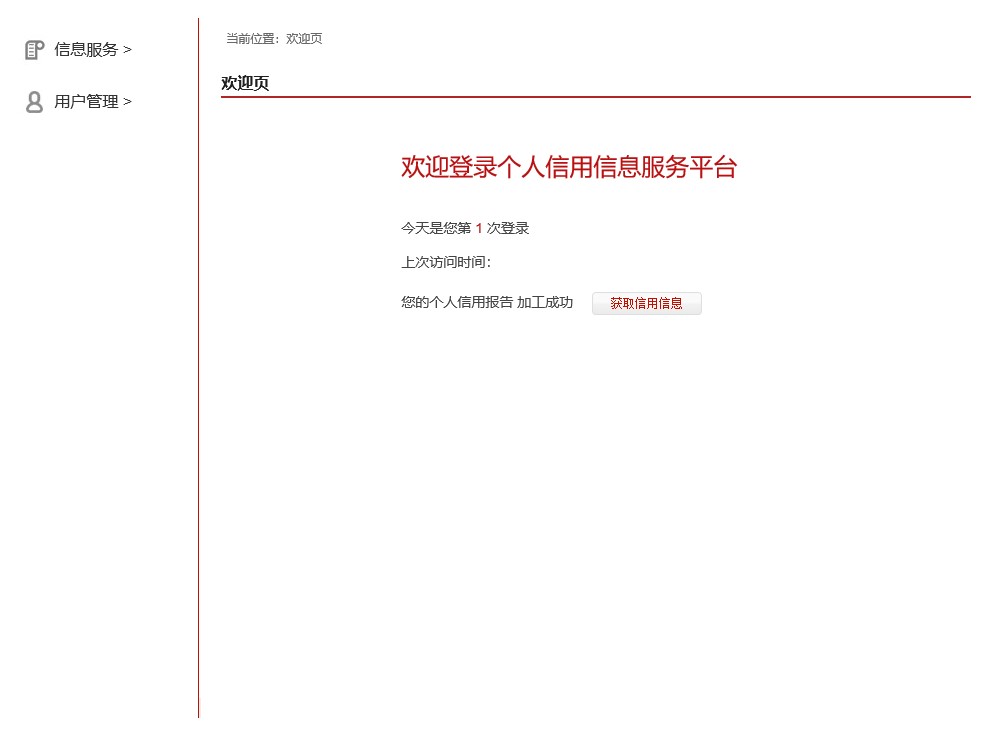 信息服务 >
用户管理 >
当前位置：欢迎页
欢迎页
欢迎登录个人信用信息服务平台
今天是您第 1 次登录
上次访问时间：
您的个人信用报告 加工成功 获取信用信息